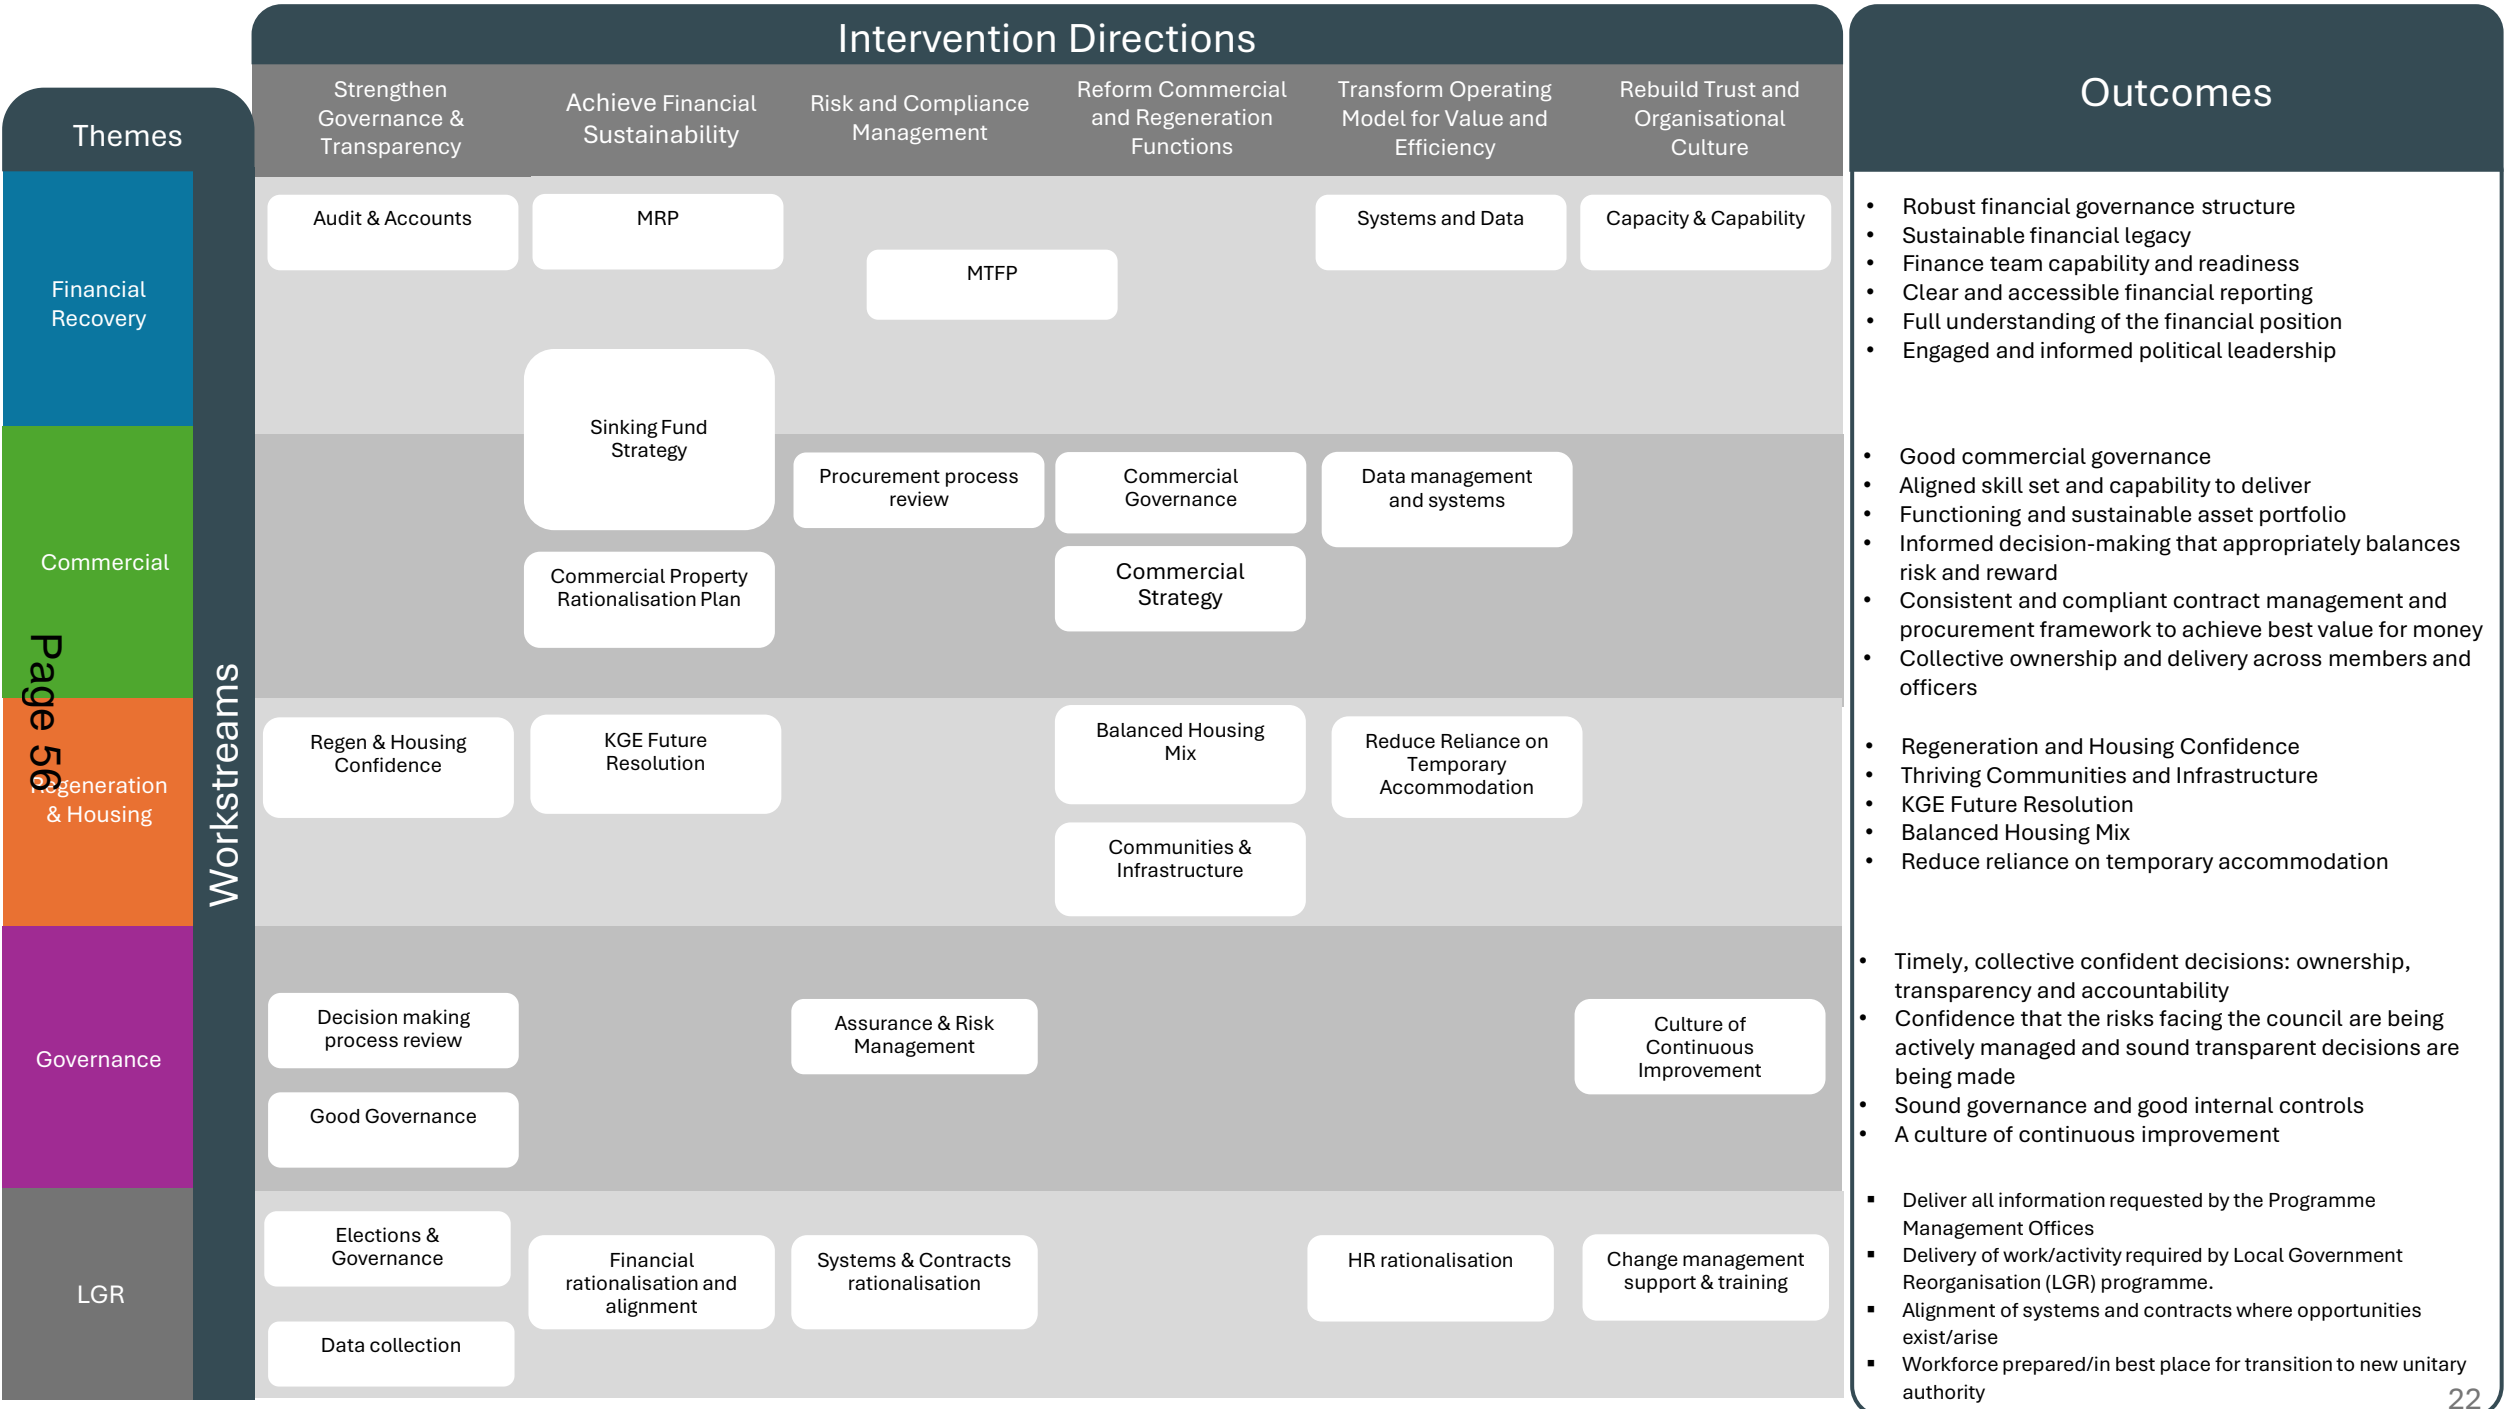 Intervention Directions
Outcomes
Themes
Strengthen
Governance &
Transparency
Achieve Financial
Sustainability
Risk and Compliance
Management
Reform Commercial
and Regeneration
Functions
Transform Operating
Model for Value and
Efficiency
Rebuild Trust and
Organisational
Culture
Workstreams
Page 56
Financial
Recovery
Audit & Accounts
MRP
MTFP
Systems and Data
Capacity & Capability
Sinking Fund
Strategy
• Robust financial governance structure
• Sustainable financial legacy
• Finance team capability and readiness
• Clear and accessible financial reporting
• Full understanding of the financial position
• Engaged and informed political leadership
Commercial
Procurement process
review
Commercial
Governance
Data management
and systems
Commercial Property
Rationalisation Plan
Commercial
Strategy
• Good commercial governance
• Aligned skill set and capability to deliver
• Functioning and sustainable asset portfolio
• Informed decision-making that appropriately balances
risk and reward
• Consistent and compliant contract management and
procurement framework to achieve best value for money
• Collective ownership and delivery across members and
officers
Regeneration
& Housing
Regen & Housing
Confidence
KGE Future
Resolution
Balanced Housing
Mix
Reduce Reliance on
Temporary
Accommodation
Communities &
Infrastructure
• Regeneration and Housing Confidence
• Thriving Communities and Infrastructure
• KGE Future Resolution
• Balanced Housing Mix
• Reduce reliance on temporary accommodation
Governance
Decision making
process review
Assurance & Risk
Management
Culture of
Continuous
Improvement
Good Governance
• Timely, collective confident decisions: ownership,
transparency and accountability
• Confidence that the risks facing the council are being
actively managed and sound transparent decisions are
being made
• Sound governance and good internal controls
• A culture of continuous improvement
LGR
Elections &
Governance
Financial
rationalisation and
alignment
Systems & Contracts
rationalisation
HR rationalisation
Change management
support & training
Data collection
▪ Deliver all information requested by the Programme
Management Offices
▪ Delivery of work/activity required by Local Government
Reorganisation (LGR) programme.
▪ Alignment of systems and contracts where opportunities
exist/arise
▪ Workforce prepared/in best place for transition to new unitary
authority
22